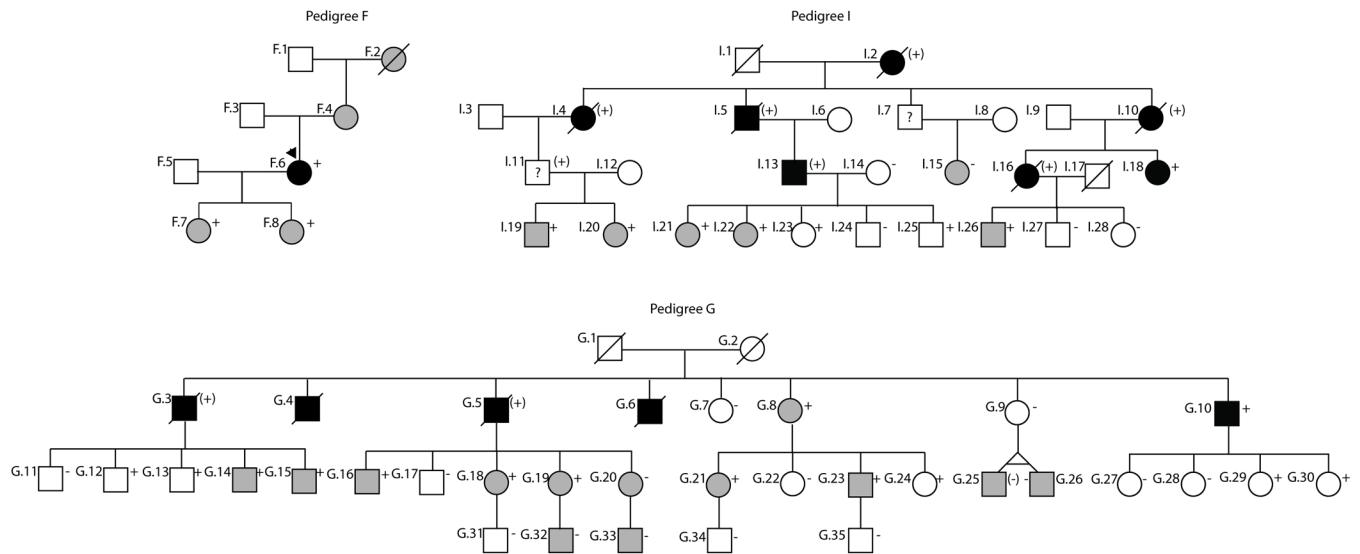 Pedigree F
Pedigree I
F.1 F.2
I.1 I.2 (+)
F.3 F.4
I.3 I.4 (+) I.5 (+) I.6 I.7 ? I.8 I.9 I.10 (+)
F.5 F.6 +
I.11 ? (+) I.12 I.13 (+) I.14 - I.15 - I.16 (+) I.17 I.18 +
F.7 + F.8 +
I.19 + I.20 + I.21 + I.22 + I.23 + I.24 - I.25 + I.26 + I.27 - I.28 -
Pedigree G
G.1 G.2
G.3 (+) G.4 G.5 (+) G.6 G.7 - G.8 + G.9 - G.10 +
G.11 - G.12 + G.13 + G.14 + G.15 + G.16 + G.17 - G.18 + G.19 + G.20 - G.21 + G.22 - G.23 + G.24 + G.25 (-) - G.26 G.27 - G.28 - G.29 + G.30 +
G.31 - G.32 - G.33 - G.34 - G.35 -